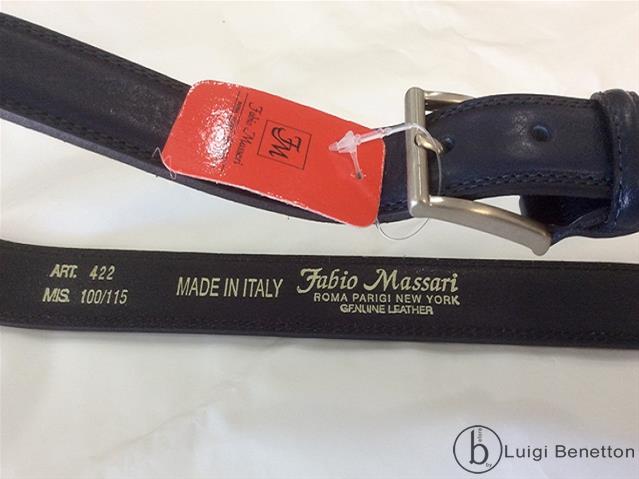 Fabio Massari
FM
ART. 422
MIS. 100/115
MADE IN ITALY
Fabio Massari
ROMA PARIGI NEW YORK
GENUINE LEATHER
b by Luigi Benetton